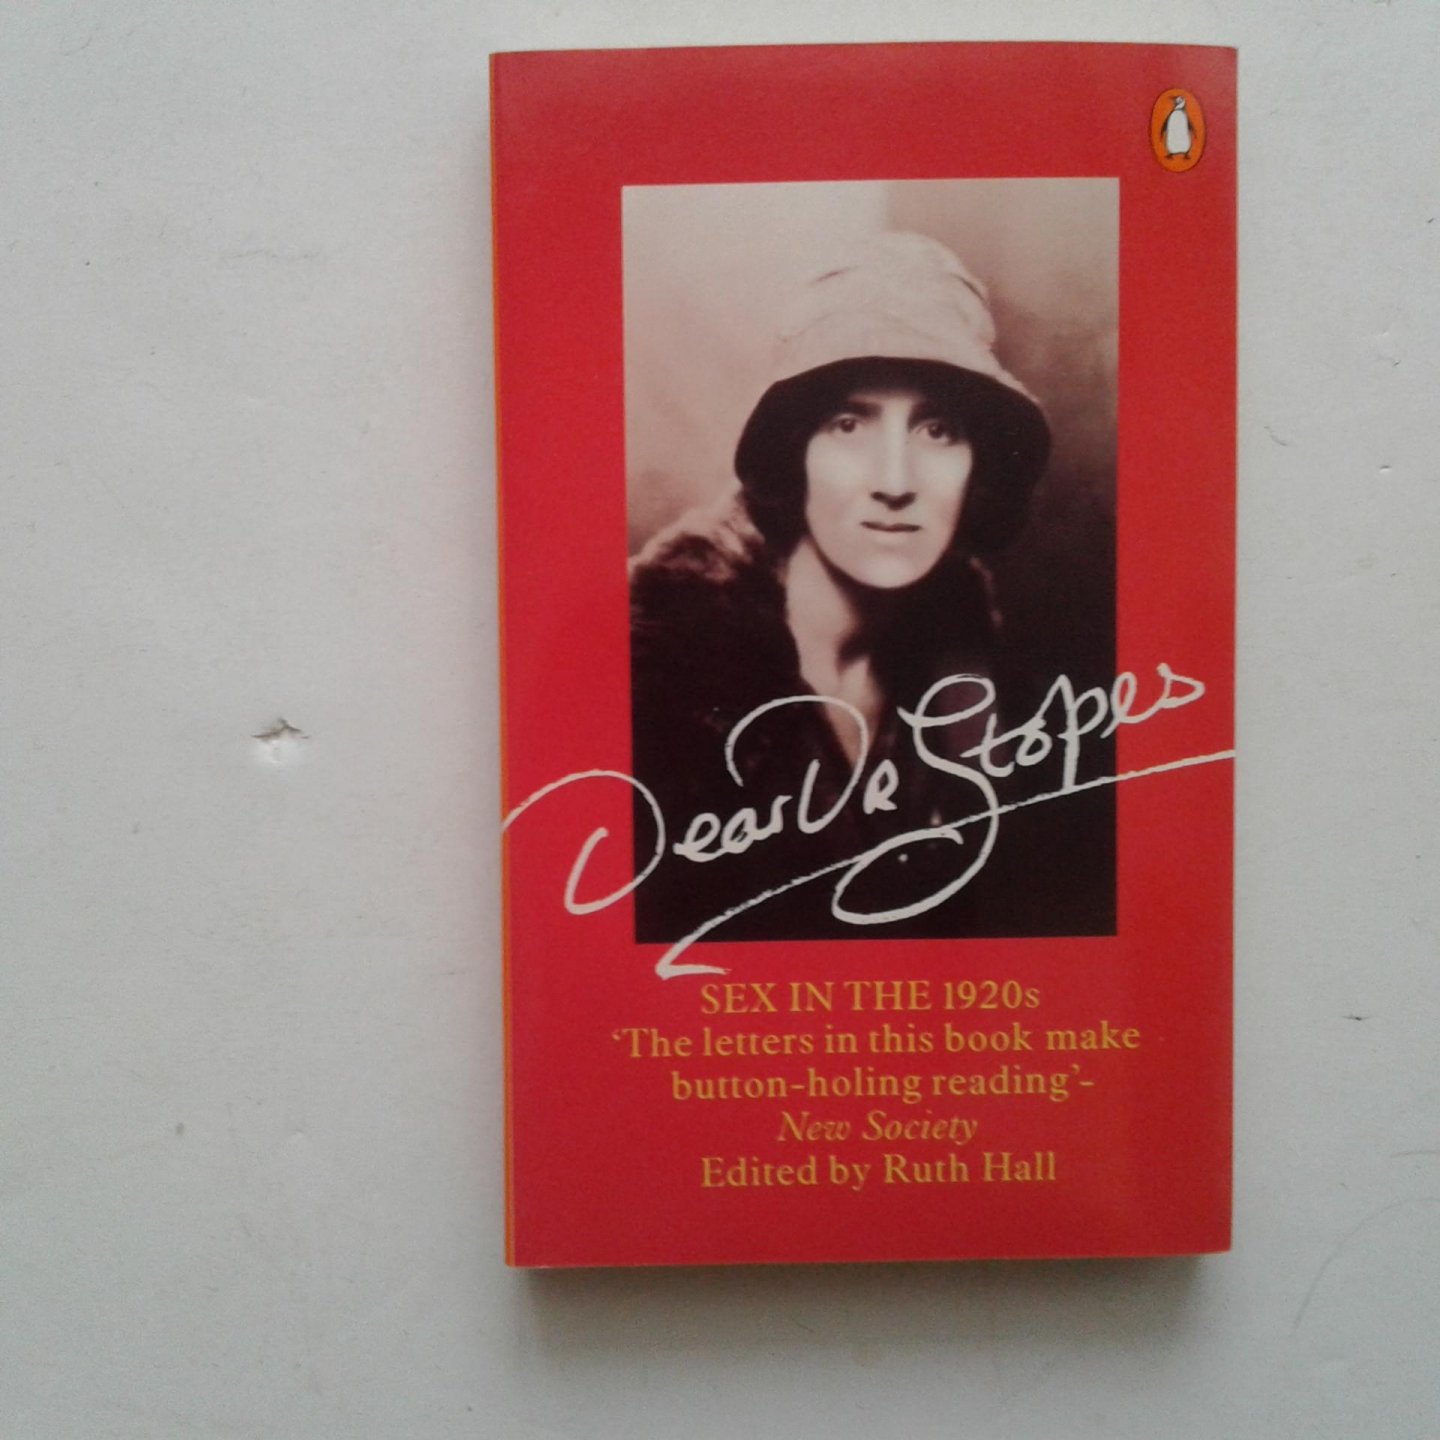 Dear DR Stopes
SEX IN THE 1920s
‘The letters in this book make
button-holing reading’-
New Society
Edited by Ruth Hall